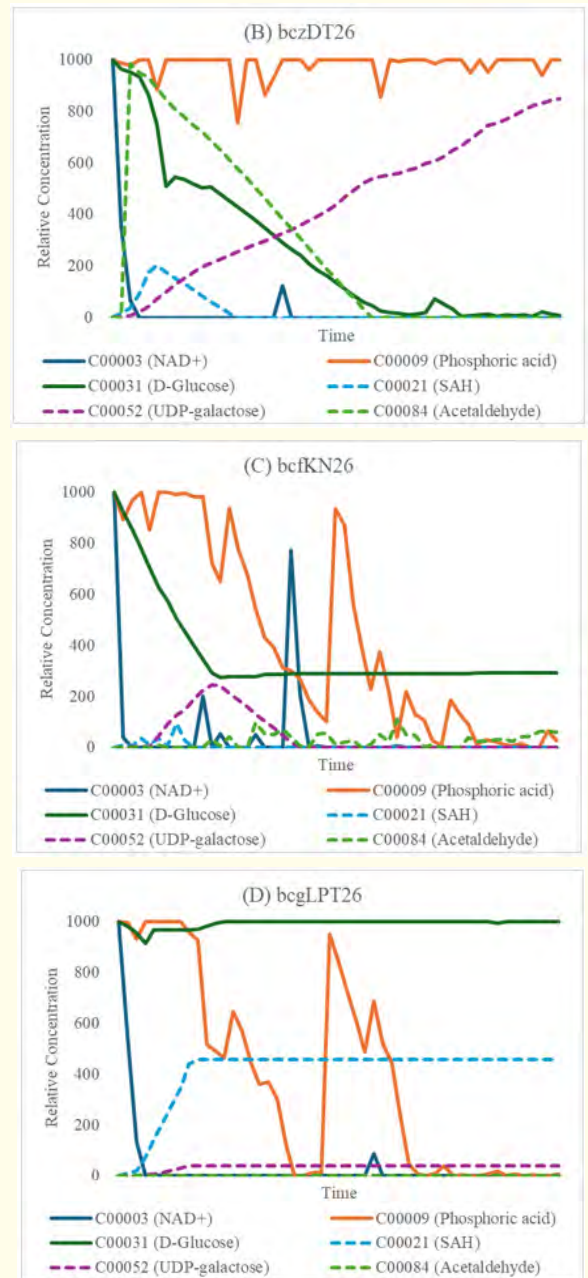 (B) bczDT26
1000
800
600
400
200
0
Relative Concentration
Time
C00003 (NAD+) C00009 (Phosphoric acid)
C00031 (D-Glucose) C00021 (SAH)
C00052 (UDP-galactose) C00084 (Acetaldehyde)
(C) bcfKN26
1000
800
600
400
200
0
Relative Concentration
Time
C00003 (NAD+) C00009 (Phosphoric acid)
C00031 (D-Glucose) C00021 (SAH)
C00052 (UDP-galactose) C00084 (Acetaldehyde)
(D) bcgLPT26
1000
800
600
400
200
0
Relative Concentration
Time
C00003 (NAD+) C00009 (Phosphoric acid)
C00031 (D-Glucose) C00021 (SAH)
C00052 (UDP-galactose) C00084 (Acetaldehyde)